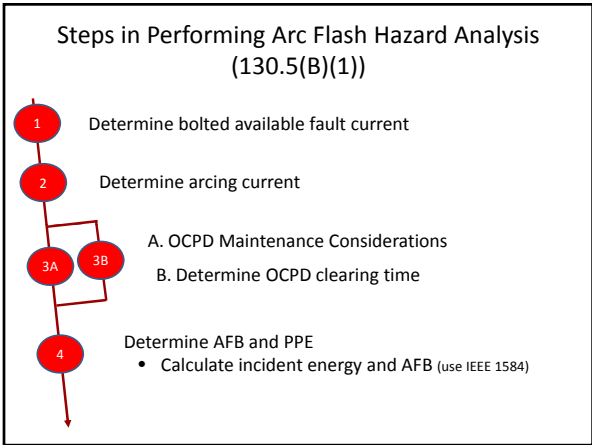 Steps in Performing Arc Flash Hazard Analysis
(130.5(B)(1))
1
Determine bolted available fault current
2
Determine arcing current
A. OCPD Maintenance Considerations
3A
3B
B. Determine OCPD clearing time
4
Determine AFB and PPE
• Calculate incident energy and AFB (use IEEE 1584)